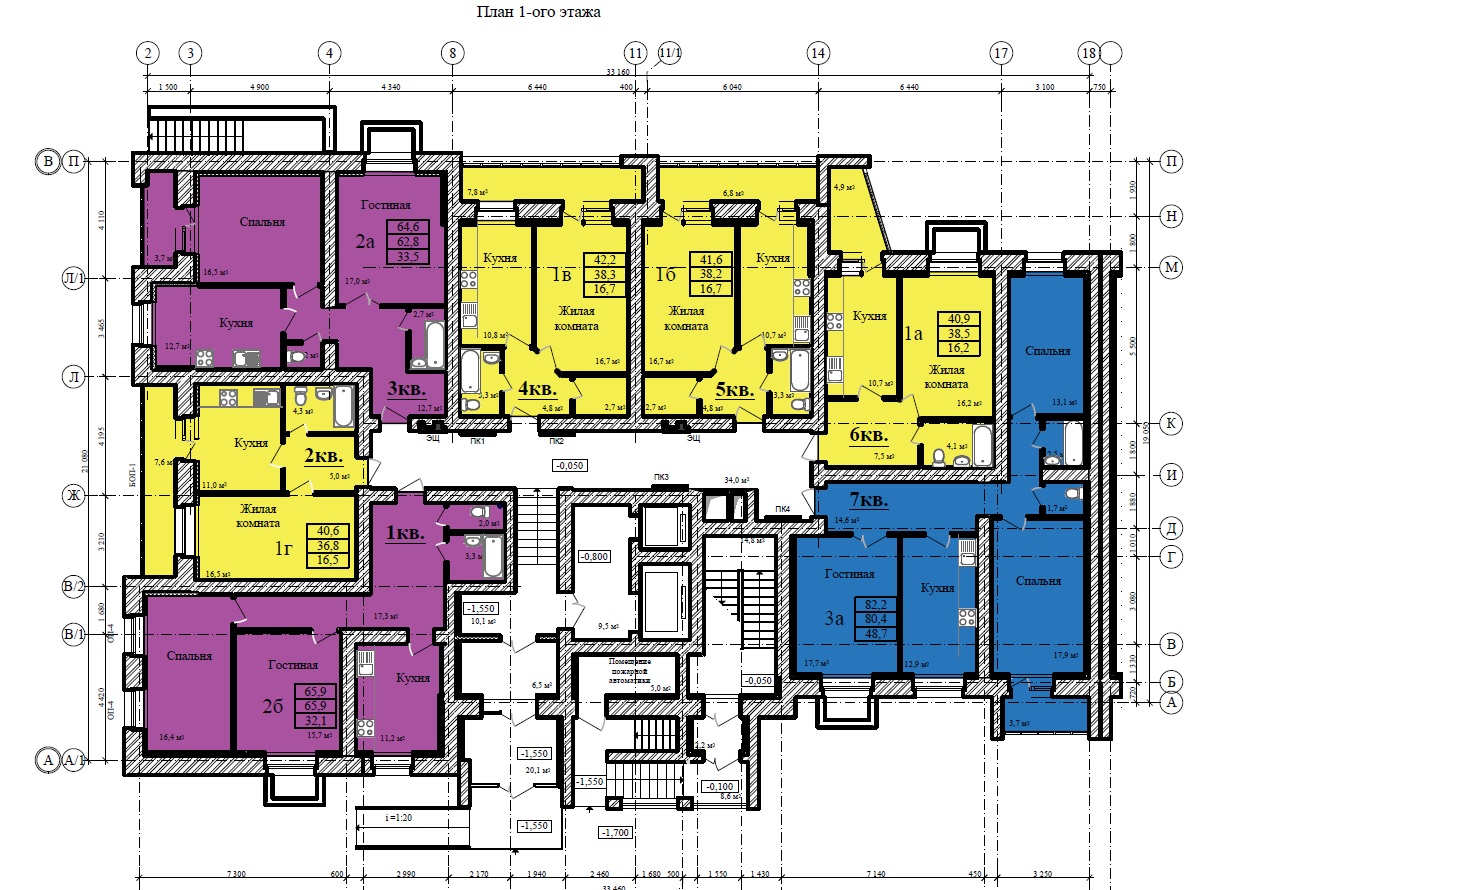 План 1-ого этажа
2 3 4 8 11 11/1 14 17 18
33 160
1 500 4 900 4 340 6 440 400 6 040 6 440 3 100 750
В П
П
Н
М
Л/1
Л
К
И
Ж
Д
Г
В/2
В/1
В
Б
А
А А/1
4 110
3 465
4 195
3 210
1 680
4 420
21 080
БОП-1
ОП-4
ОП-4
1 930
1 800
5 500
1 800
1 880
1 010
3 080
1 330
720
19 050
Спальня
16,5 м²
3,7 м²
Гостиная
2а
64,6
62,8
33,5
17,0 м²
Кухня
12,7 м²
2,7 м²
3кв.
12,7 м²
7,8 м²
Кухня
1в
42,2
38,3
16,7
Жилая
комната
10,8 м²
16,7 м²
3,3 м²
4кв.
4,8 м²
2,7 м²
6,8 м²
1б
41,6
38,2
16,7
Кухня
Жилая
комната
10,7 м²
16,7 м²
5кв.
3,3 м²
2,7 м²
4,8 м²
4,9 м²
Кухня
1а
40,9
38,5
16,2
Жилая
комната
10,7 м²
16,2 м²
6кв.
7,5 м²
4,1 м²
Спальня
13,1 м²
1,7 м²
7кв.
14,6 м²
Гостиная
3а
82,2
80,4
48,7
17,7 м²
Кухня
12,9 м²
Спальня
17,9 м²
3,7 м²
7,6 м²
Кухня
11,0 м²
4,3 м²
2кв.
5,0 м²
Жилая
комната
1г
40,6
36,8
16,5
16,5 м²
1кв.
2,0 м²
3,3 м²
17,3 м²
Спальня
16,4 м²
Гостиная
2б
65,9
65,9
32,1
15,7 м²
Кухня
11,2 м²
ЭЩ ПК1 ПК2 ЭЩ
-0,050
ПК3 34,0 м²
ПК4
14,8 м²
-0,800
9,5 м²
-1,550
10,1 м²
6,5 м²
Помещение
пожарной
автоматики
5,0 м²
-0,050
-1,550
20,1 м²
-1,550
-0,100
8,6 м²
i =1:20
-1,550
-1,700
7 300 600 2 990 2 170 1 940 2 460 1 680 500 1 550 1 430 7 140 450 3 250
33 460